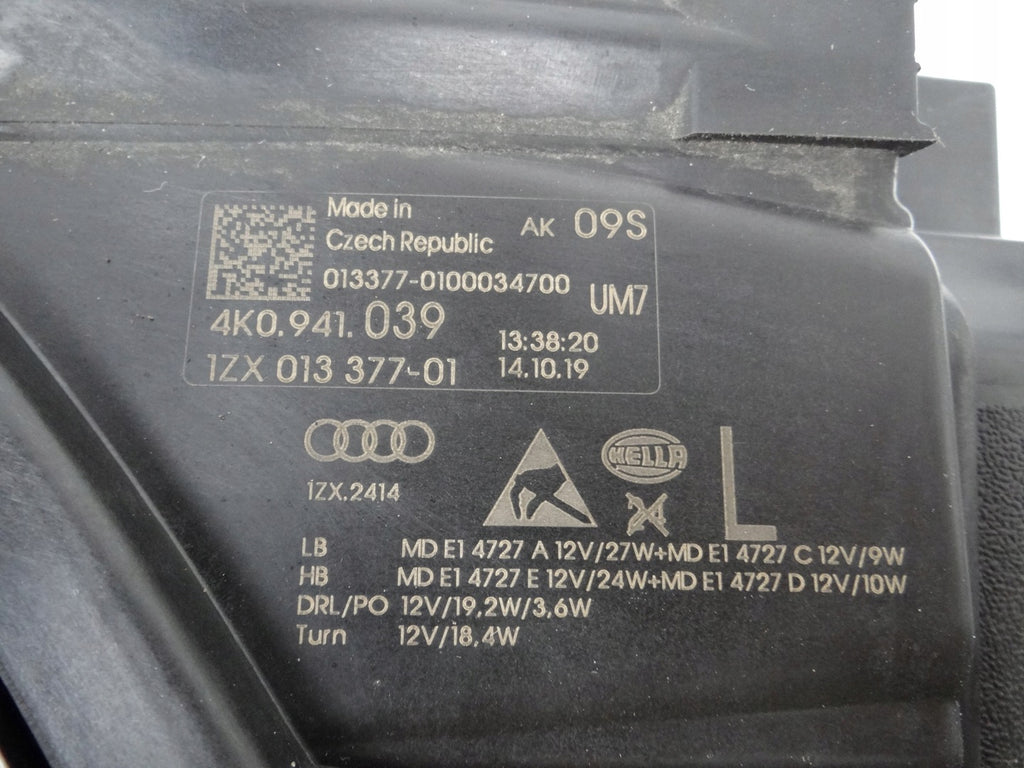 Made in
Czech Republic
AK 09S
013377-0100034700
UM7
4K0.941.039
13:38:20
1ZX 013 377-01
14.10.19
1ZX.2414
HELLA
L
LB MD E1 4727 A 12V/27W+MD E1 4727 C 12V/9W
HB MD E1 4727 E 12V/24W+MD E1 4727 D 12V/10W
DRL/PO 12V/19,2W/3,6W
Turn 12V/18,4W